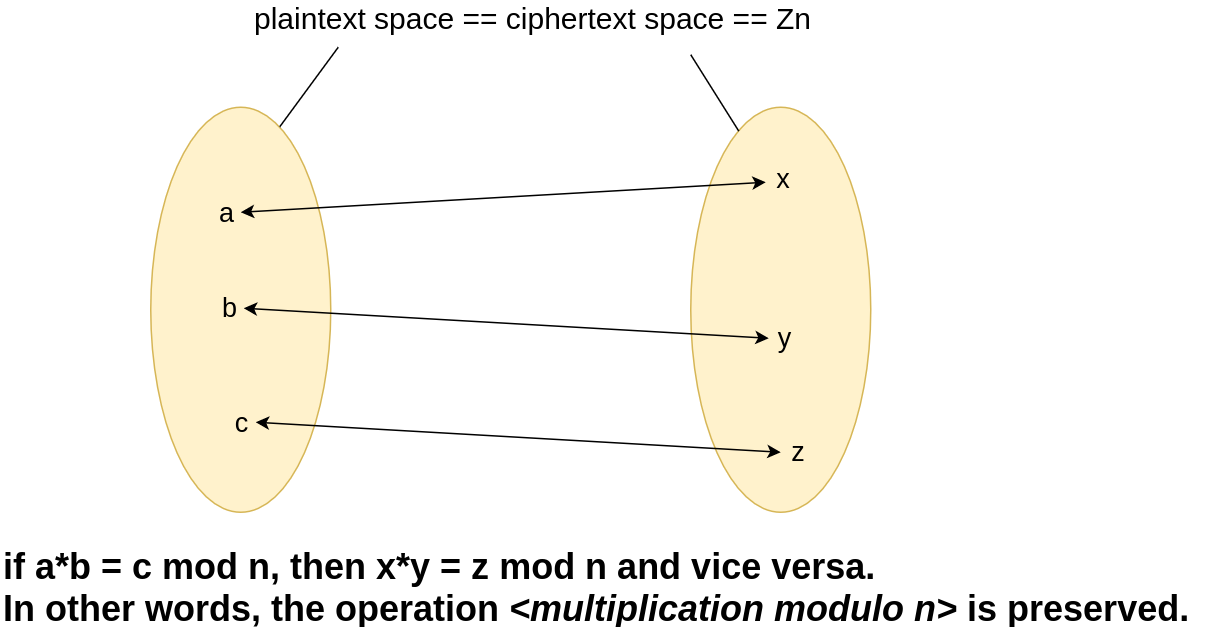 plaintext space == ciphertext space == Zn
x
a
b
y
c
z
if a*b = c mod n, then x*y = z mod n and vice versa.
In other words, the operation <multiplication modulo n> is preserved.